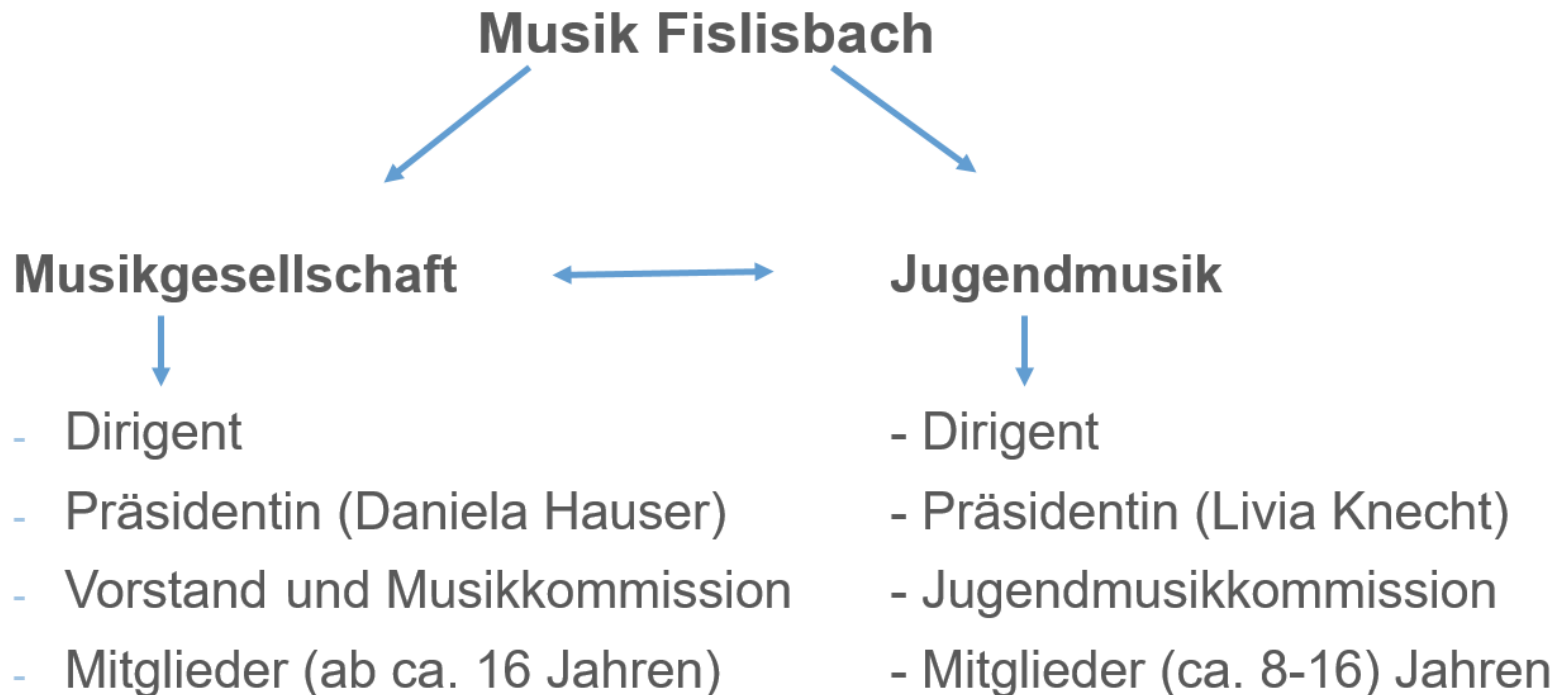 Musik Fislisbach
Musikgesellschaft
- Dirigent
- Präsidentin (Daniela Hauser)
- Vorstand und Musikkommission
- Mitglieder (ab ca. 16 Jahren)
Jugendmusik
- Dirigent
- Präsidentin (Livia Knecht)
- Jugendmusikkommission
- Mitglieder (ca. 8-16) Jahren